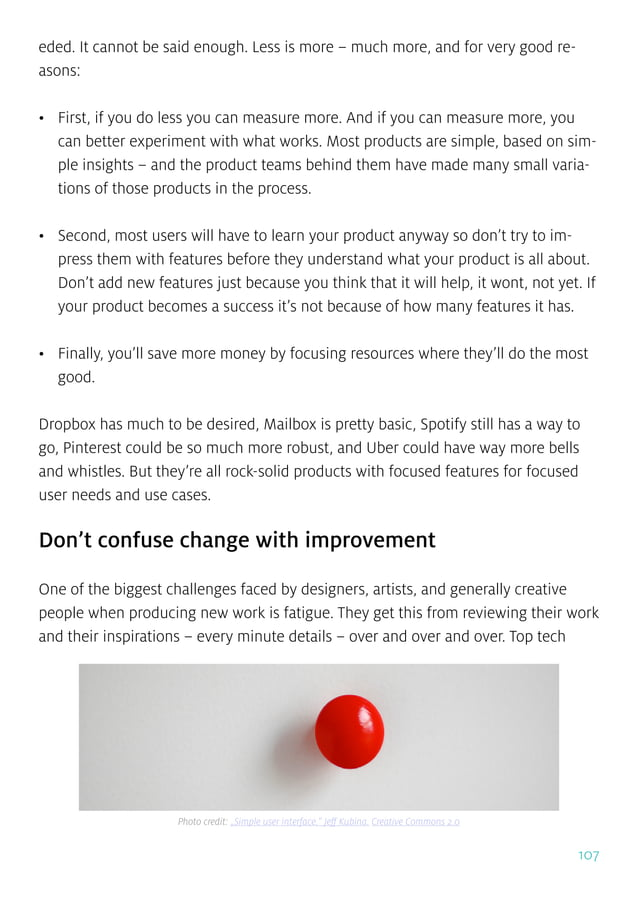 eded. It cannot be said enough. Less is more – much more, and for very good re-
asons:
• First, if you do less you can measure more. And if you can measure more, you
can better experiment with what works. Most products are simple, based on sim-
ple insights – and the product teams behind them have made many small varia-
tions of those products in the process.
• Second, most users will have to learn your product anyway so don’t try to im-
press them with features before they understand what your product is all about.
Don’t add new features just because you think that it will help, it wont, not yet. If
your product becomes a success it’s not because of how many features it has.
• Finally, you’ll save more money by focusing resources where they’ll do the most
good.
Dropbox has much to be desired, Mailbox is pretty basic, Spotify still has a way to
go, Pinterest could be so much more robust, and Uber could have way more bells
and whistles. But they’re all rock-solid products with focused features for focused
user needs and use cases.
Don’t confuse change with improvement
One of the biggest challenges faced by designers, artists, and generally creative
people when producing new work is fatigue. They get this from reviewing their work
and their inspirations – every minute details – over and over and over. Top tech
Photo credit: „Simple user interface.” Jeff Kubina. Creative Commons 2.0
107